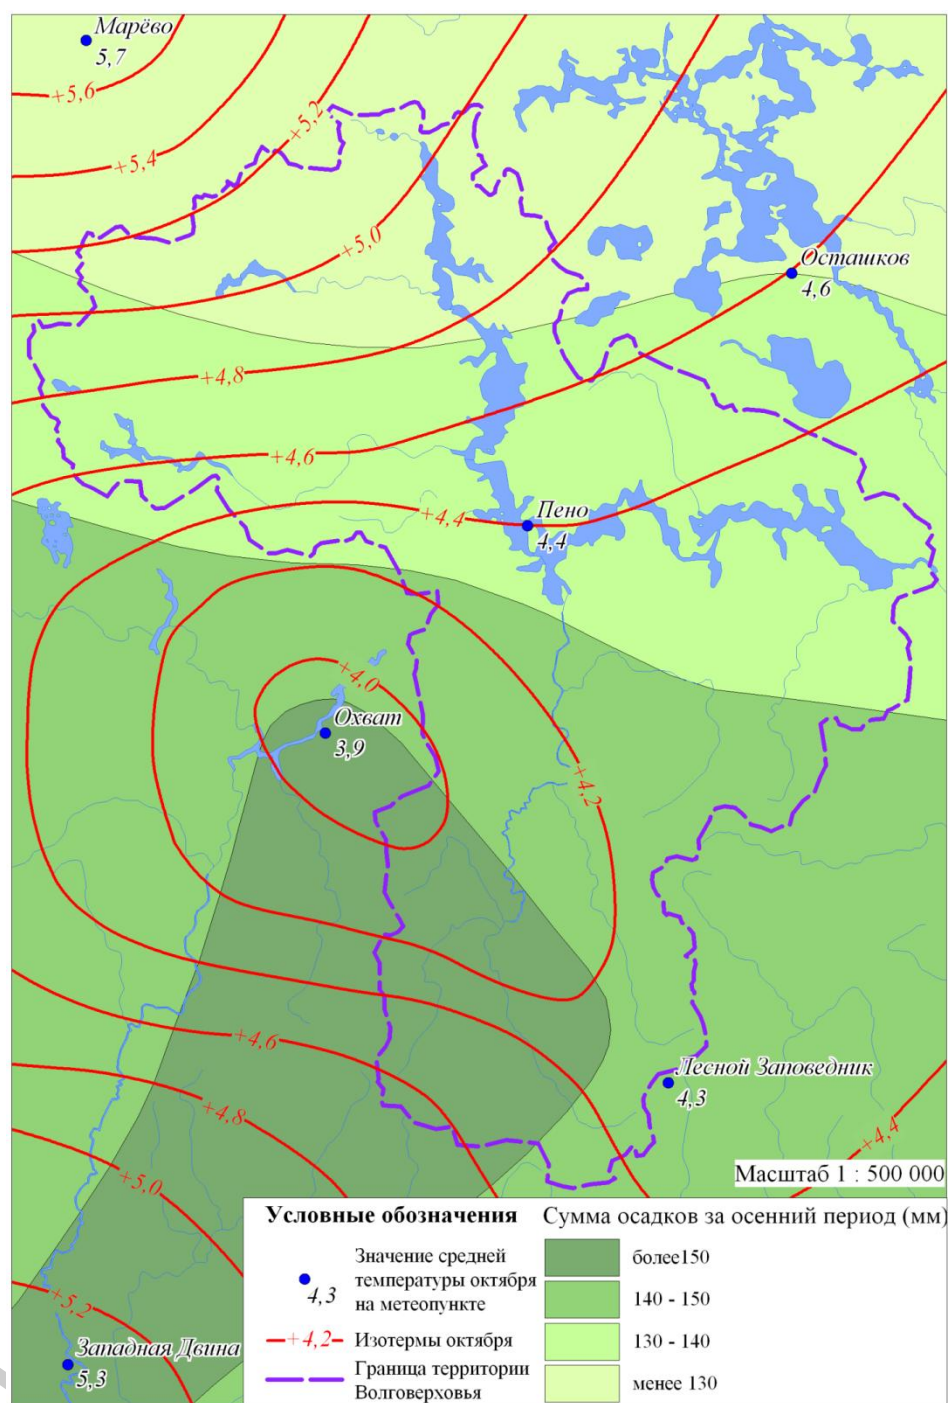 Марёво
5,7
+5,6
+5,2
+5,4
+5,0
Осташков
4,6
+4,8
+4,6
Пено
+4,4
4,4
+4,0
Охват
3,9
+4,2
+4,6
Лесной Заповедник
4,3
+4,8
+4,4
Масштаб 1 : 500 000
+5,0
Условные обозначения
Сумма осадков за осенний период (мм)
Значение средней
температуры октября
на метеопункте
4,3
более150
140 - 150
+5,2
+4,2
Изотермы октября
130 - 140
Западная Двина
5,3
Граница территории
Волговерховья
менее 130